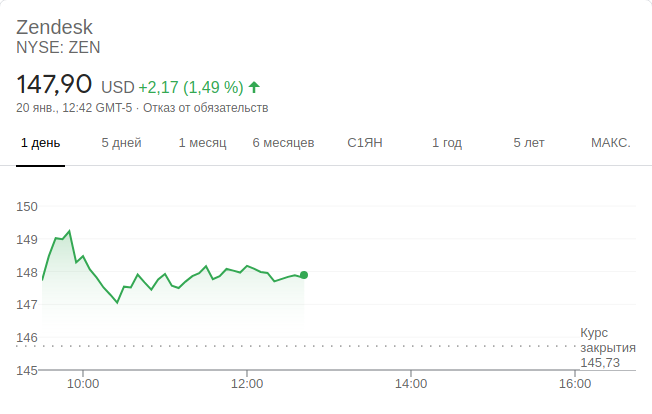 Zendesk
NYSE: ZEN
147,90 USD +2,17 (1,49 %)
20 янв., 12:42 GMT-5 · Отказ от обязательств
1 день 5 дней 1 месяц 6 месяцев С1ЯН 1 год 5 лет МАКС.
150
149
148
147
146
Курс
закрытия
145,73
145
10:00 12:00 14:00 16:00